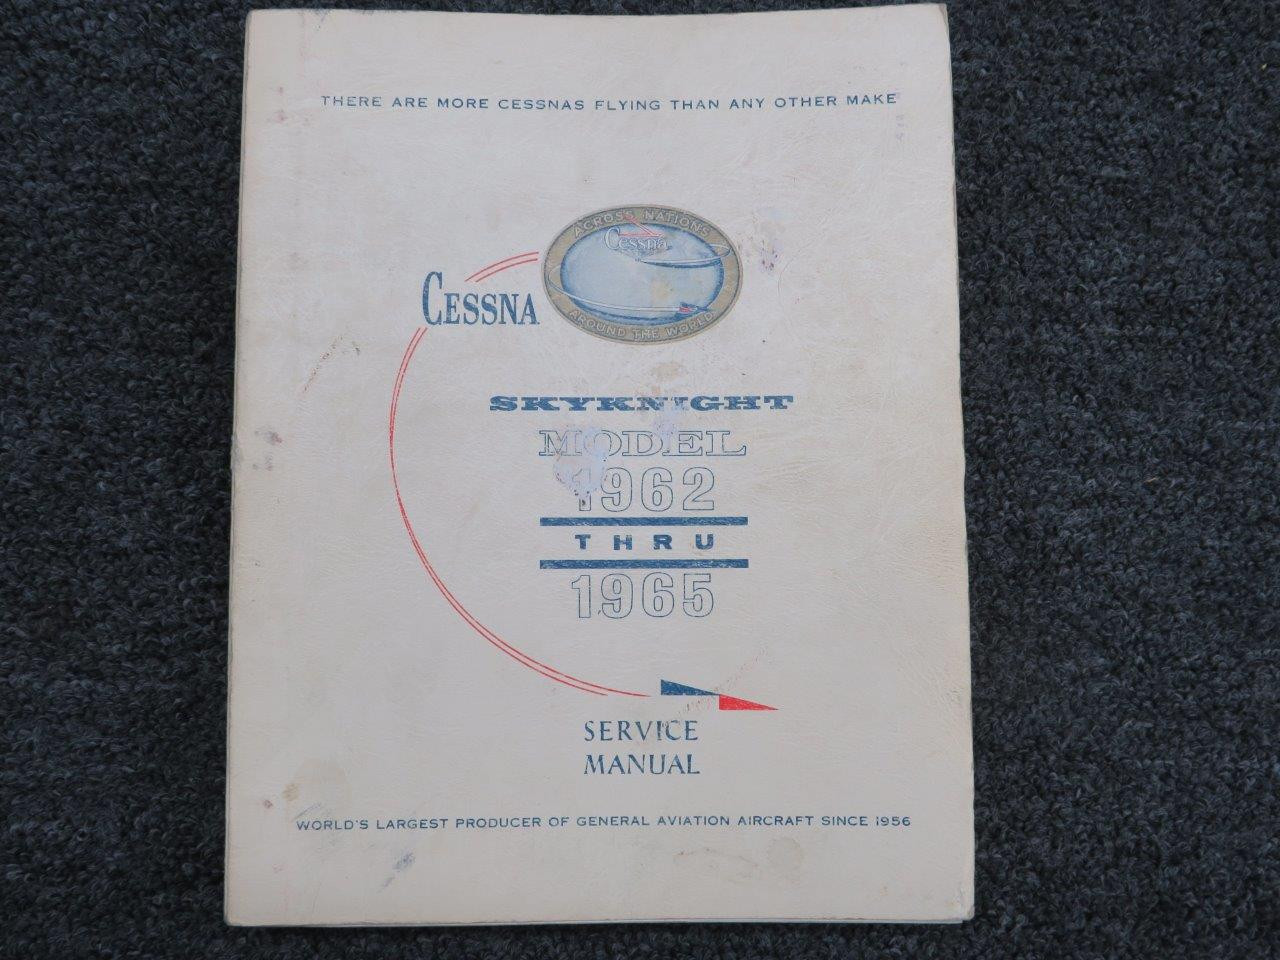 THERE ARE MORE CESSNAS FLYING THAN ANY OTHER MAKE
ACROSS NATIONS
Cessna
AROUND THE WORLD
CESSNA
SKYKNIGHT
MODEL
1962
THRU
1965
SERVICE
MANUAL
WORLD'S LARGEST PRODUCER OF GENERAL AVIATION AIRCRAFT SINCE 1956